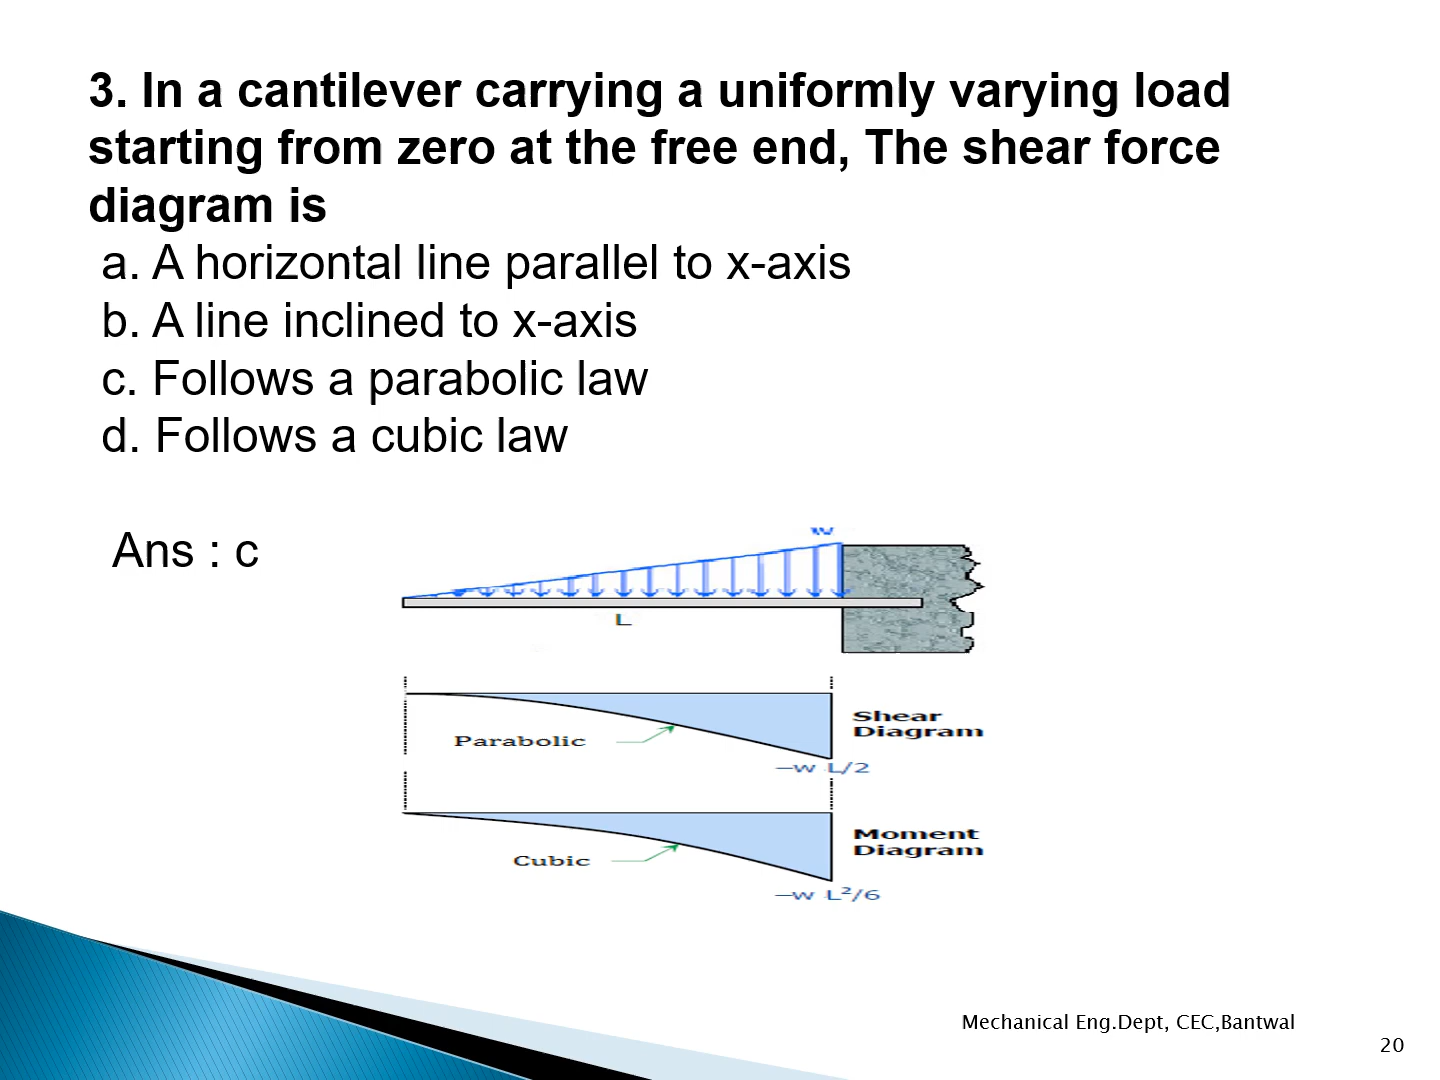 3. In a cantilever carrying a uniformly varying load
starting from zero at the free end, The shear force
diagram is
a. A horizontal line parallel to x-axis
b. A line inclined to x-axis
c. Follows a parabolic law
d. Follows a cubic law
Ans : c
w
L
Shear
Diagram
Parabolic
–w L/2
Moment
Diagram
Cubic
–w L²/6
Mechanical Eng.Dept, CEC,Bantwal
20